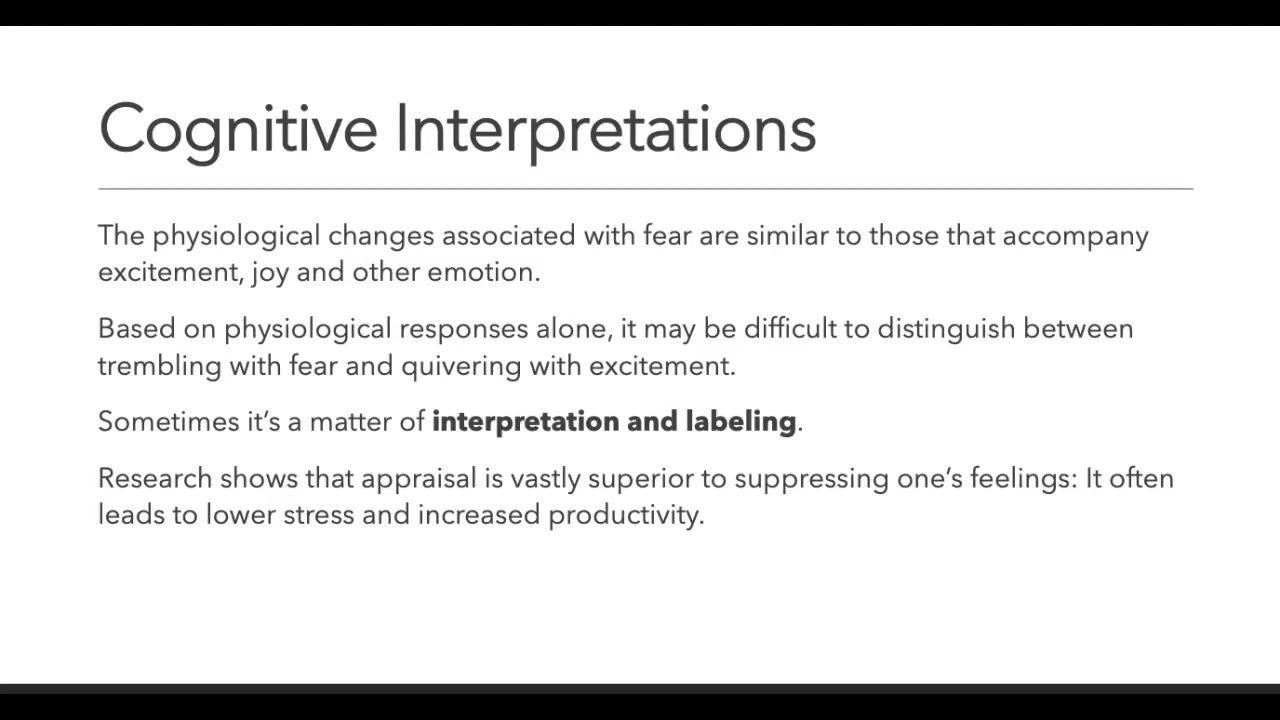 Cognitive Interpretations
The physiological changes associated with fear are similar to those that accompany
excitement, joy and other emotion.
Based on physiological responses alone, it may be difficult to distinguish between
trembling with fear and quivering with excitement.
Sometimes it’s a matter of interpretation and labeling.
Research shows that appraisal is vastly superior to suppressing one’s feelings: It often
leads to lower stress and increased productivity.